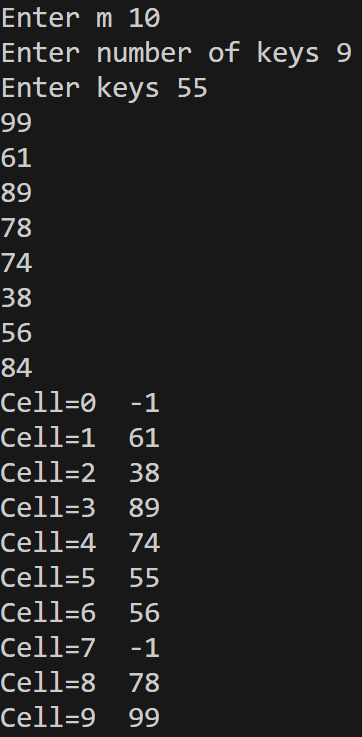 Enter m 10
Enter number of keys 9
Enter keys 55
99
61
89
78
74
38
56
84
Cell=0  -1
Cell=1  61
Cell=2  38
Cell=3  89
Cell=4  74
Cell=5  55
Cell=6  56
Cell=7  -1
Cell=8  78
Cell=9  99